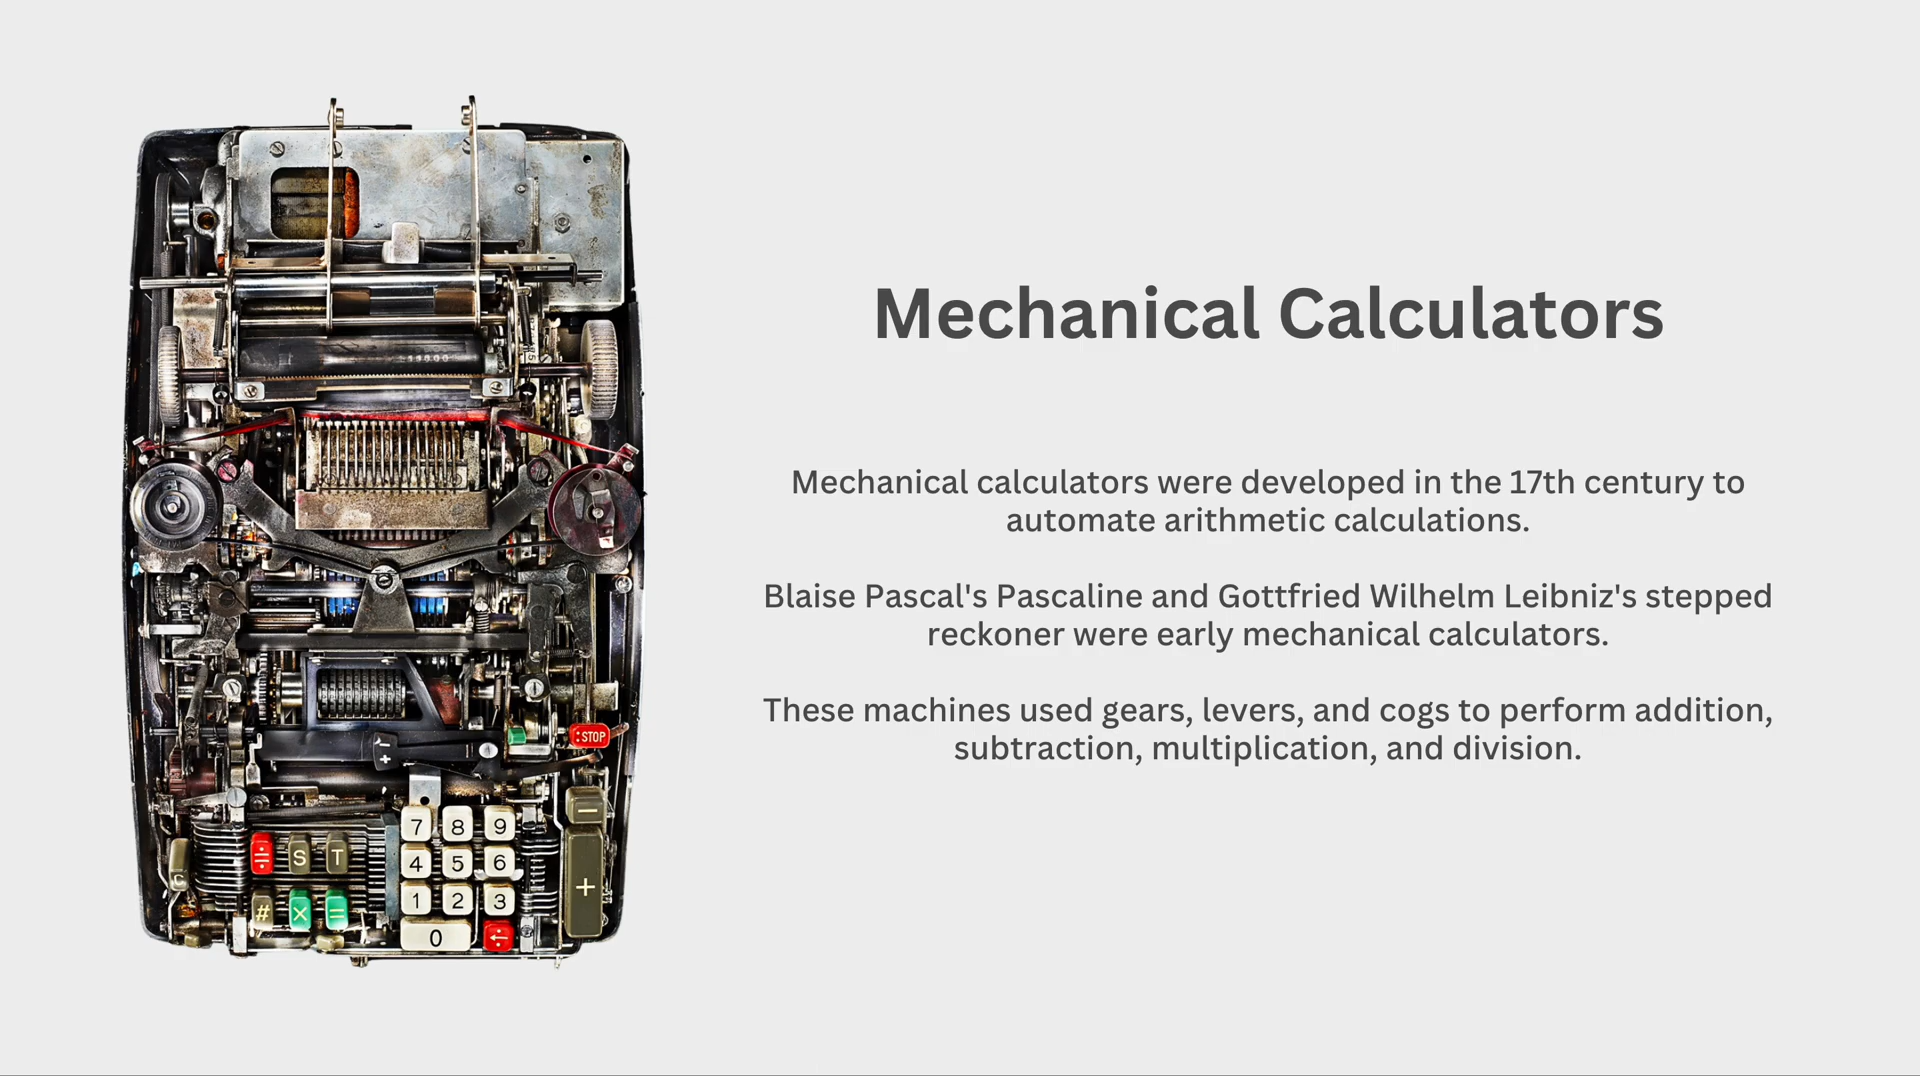 Mechanical Calculators
Mechanical calculators were developed in the 17th century to
automate arithmetic calculations.
Blaise Pascal's Pascaline and Gottfried Wilhelm Leibniz's stepped
reckoner were early mechanical calculators.
These machines used gears, levers, and cogs to perform addition,
subtraction, multiplication, and division.
:STOP
7 8 9 −
÷ S T 4 5 6
C 1 2 3 +
# X = 0 ←